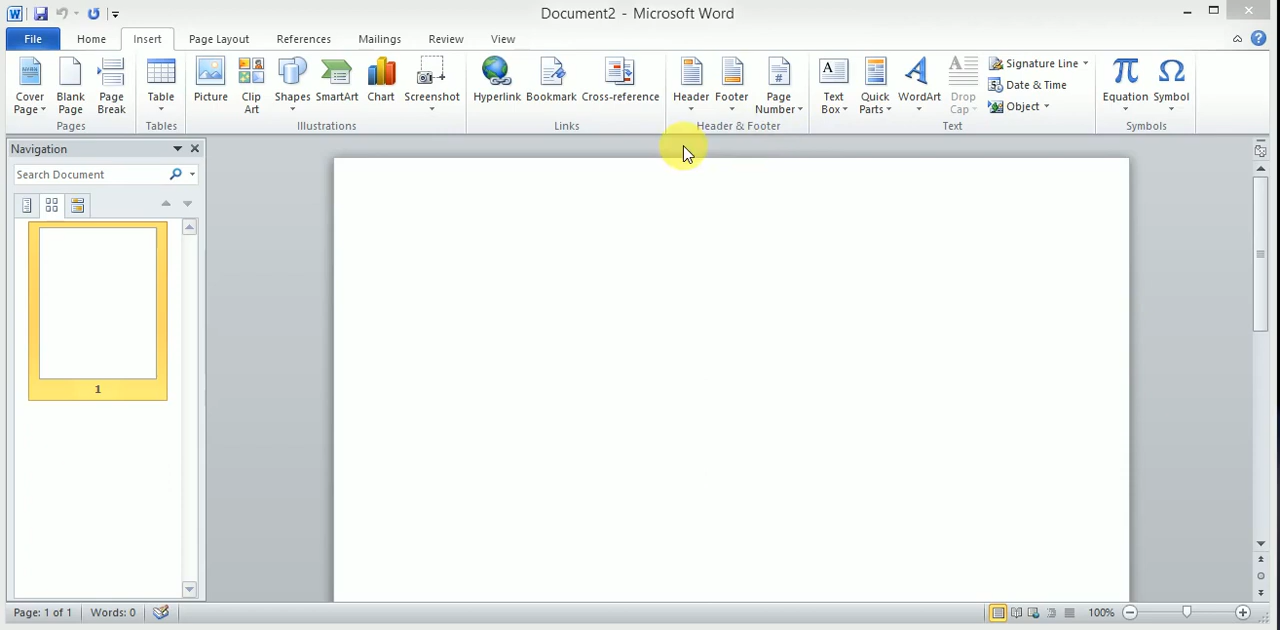 Document2 - Microsoft Word
File Home Insert Page Layout References Mailings Review View
Cover Page Blank Page Page Break
Pages
Table
Tables
Picture Clip Art Shapes SmartArt Chart Screenshot
Illustrations
Hyperlink Bookmark Cross-reference
Links
Header Footer Page Number
Header & Footer
Text Box Quick Parts WordArt Drop Cap
Signature Line
Date & Time
Object
Text
Equation Symbol
Symbols
Navigation
Search Document
1
Page: 1 of 1 Words: 0 100%